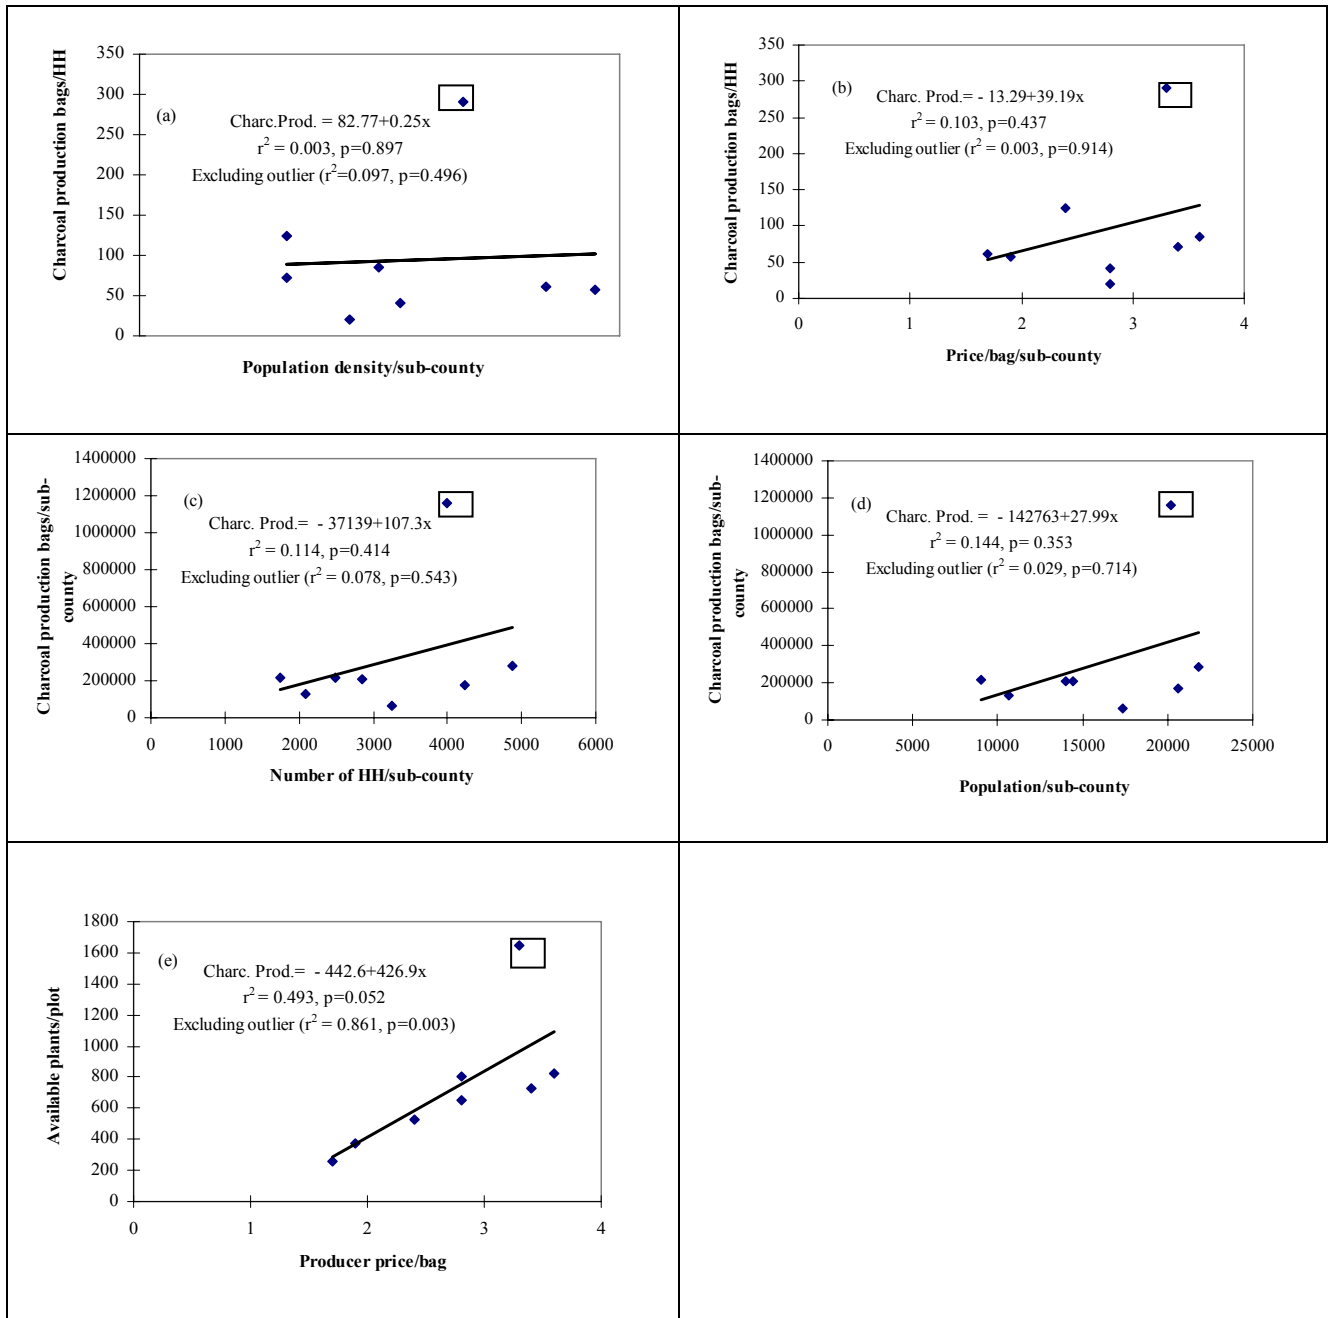 350
300
250
200
150
100
50
0
Charcoal production bags/HH
(a)
Charc.Prod. = 82.77+0.25x
r² = 0.003, p=0.897
Excluding outlier (r²=0.097, p=0.496)
Population density/sub-county
350
300
250
200
150
100
50
0
Charcoal production bags/HH
(b)
Charc. Prod.= - 13.29+39.19x
r² = 0.103, p=0.437
Excluding outlier (r² = 0.003, p=0.914)
0 1 2 3 4
Price/bag/sub-county
1400000
1200000
1000000
800000
600000
400000
200000
0
Charcoal production bags/sub-
county
(c)
Charc. Prod.= - 37139+107.3x
r² = 0.114, p=0.414
Excluding outlier (r² = 0.078, p=0.543)
0 1000 2000 3000 4000 5000 6000
Number of HH/sub-county
1400000
1200000
1000000
800000
600000
400000
200000
0
Charcoal production bags/sub-
county
(d)
Charc. Prod.= - 142763+27.99x
r² = 0.144, p= 0.353
Excluding outlier (r² = 0.029, p=0.714)
0 5000 10000 15000 20000 25000
Population/sub-county
1800
1600
1400
1200
1000
800
600
400
200
0
Available plants/plot
(e)
Charc. Prod.= - 442.6+426.9x
r² = 0.493, p=0.052
Excluding outlier (r² = 0.861, p=0.003)
0 1 2 3 4
Producer price/bag